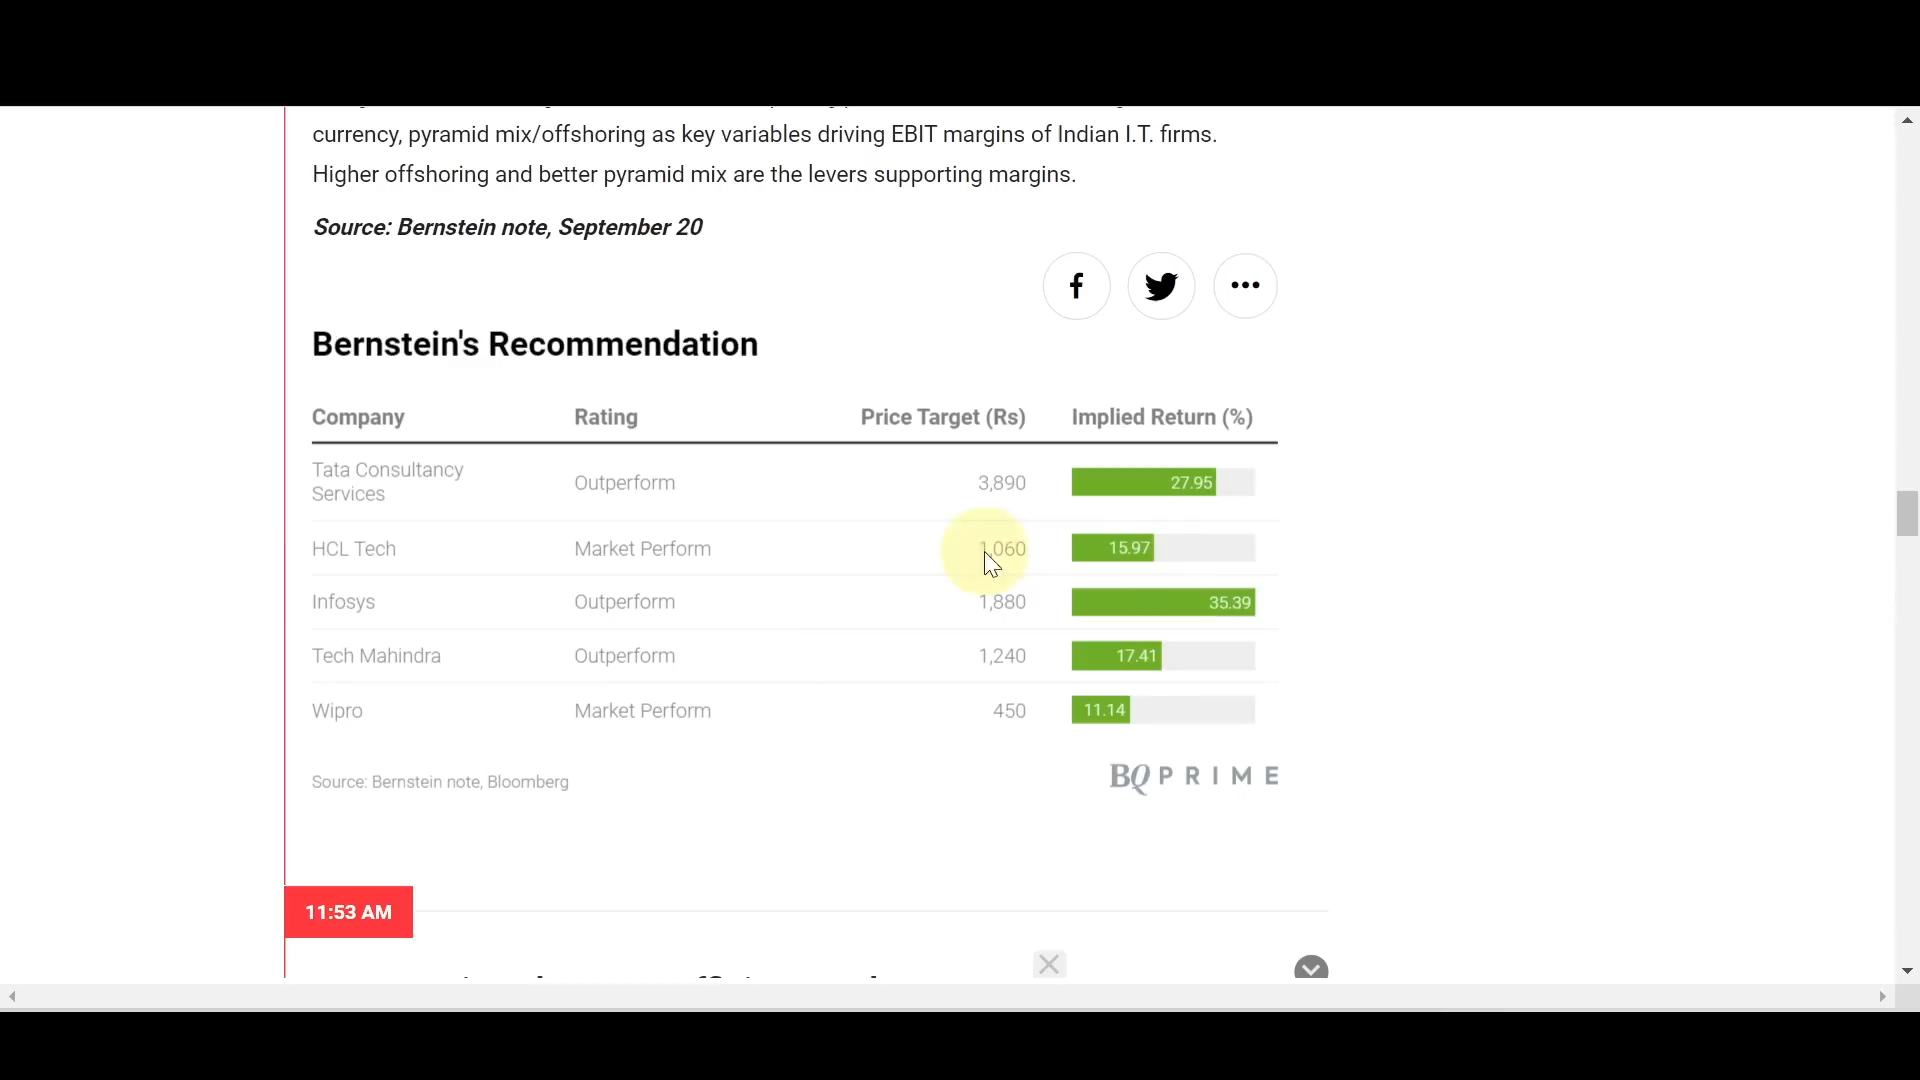 currency, pyramid mix/offshoring as key variables driving EBIT margins of Indian I.T. firms.
Higher offshoring and better pyramid mix are the levers supporting margins.
Source: Bernstein note, September 20
Bernstein's Recommendation
Company Rating Price Target (Rs) Implied Return (%)
Tata Consultancy
Services Outperform 3,890 27.95
HCL Tech Market Perform 1,060 15.97
Infosys Outperform 1,880 35.39
Tech Mahindra Outperform 1,240 17.41
Wipro Market Perform 450 11.14
Source: Bernstein note, Bloomberg
BQ PRIME
11:53 AM